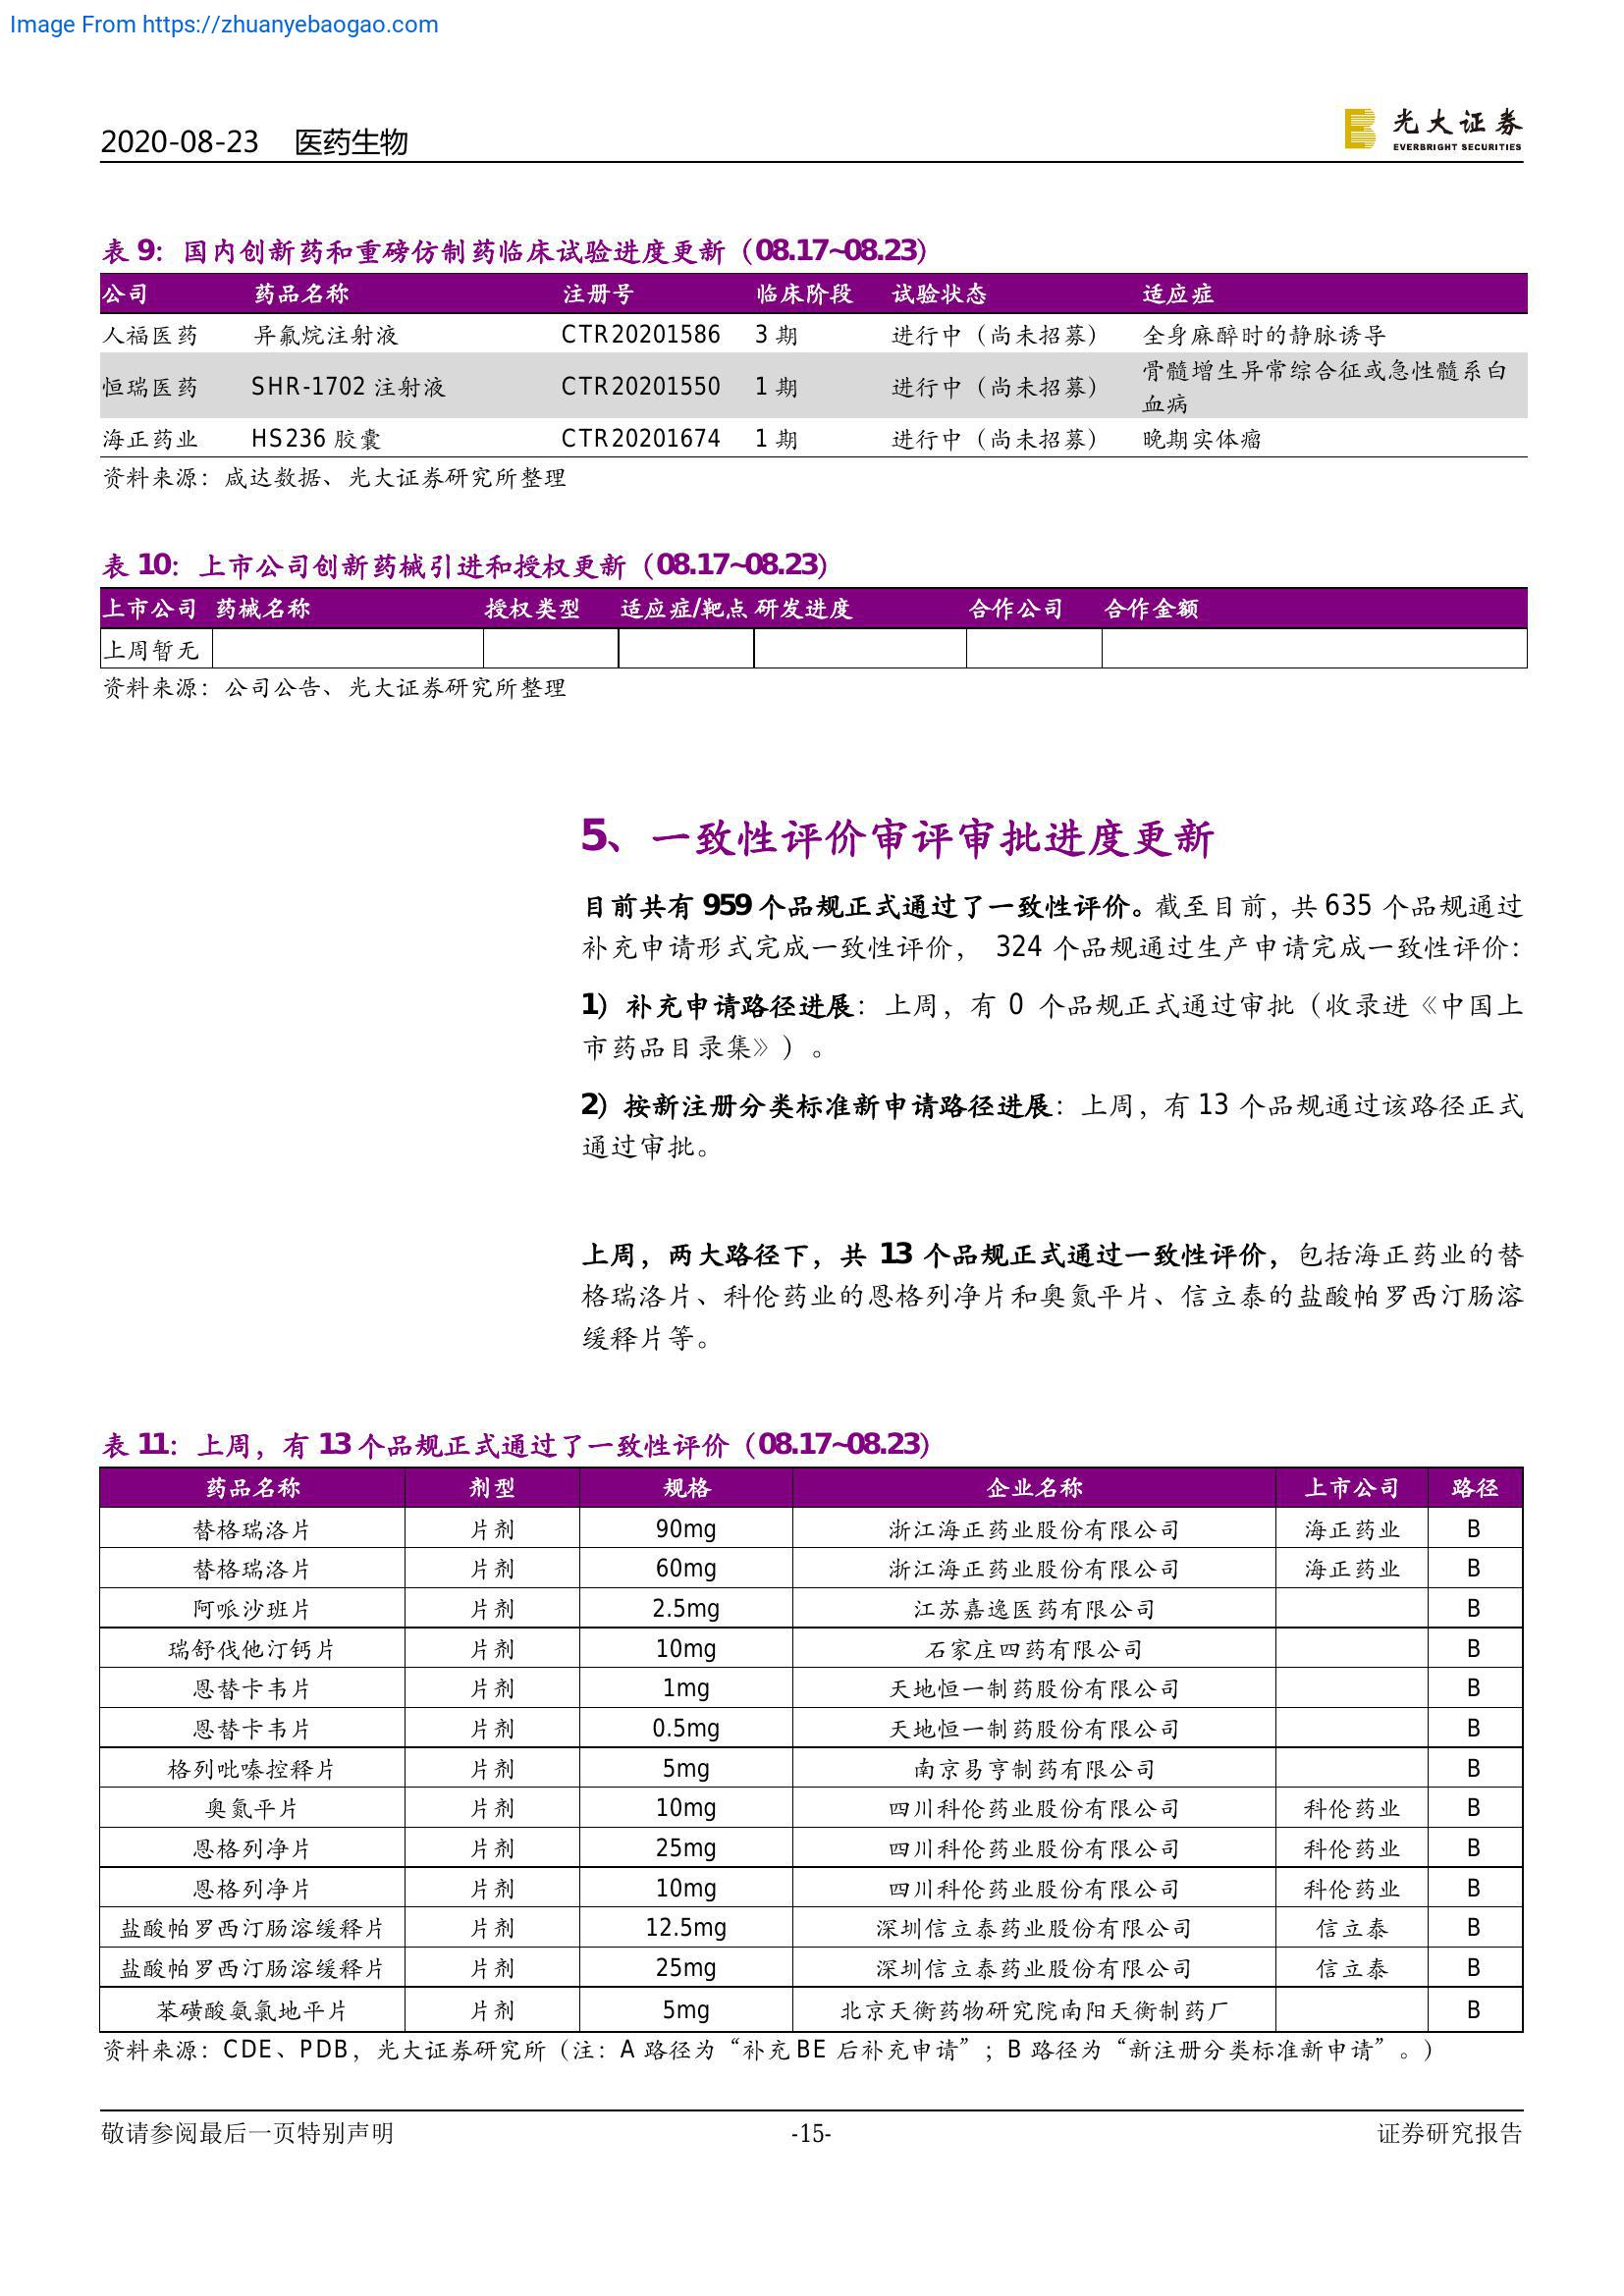 Image From https://zhuanyebaogao.com
2020-08-23 医药生物
光大证券
EVERBRIGHT SECURITIES
表 9：国内创新药和重磅仿制药临床试验进度更新（08.17~08.23）
公司 药品名称 注册号 临床阶段 试验状态 适应症
人福医药 异氟烷注射液 CTR20201586 3 期 进行中（尚未招募） 全身麻醉时的静脉诱导
恒瑞医药 SHR-1702 注射液 CTR20201550 1 期 进行中（尚未招募） 骨髓增生异常综合征或急性髓系白
血病
海正药业 HS236 胶囊 CTR20201674 1 期 进行中（尚未招募） 晚期实体瘤
资料来源：咸达数据、光大证券研究所整理
表 10：上市公司创新药械引进和授权更新（08.17~08.23）
上市公司 药械名称 授权类型 适应症/靶点 研发进度 合作公司 合作金额
上周暂无
资料来源：公司公告、光大证券研究所整理
5、一致性评价审评审批进度更新
目前共有 959 个品规正式通过了一致性评价。截至目前，共 635 个品规通过
补充申请形式完成一致性评价， 324 个品规通过生产申请完成一致性评价：
1）补充申请路径进展：上周，有 0 个品规正式通过审批（收录进《中国上
市药品目录集》）。
2）按新注册分类标准新申请路径进展：上周，有 13 个品规通过该路径正式
通过审批。
上周，两大路径下，共 13 个品规正式通过一致性评价，包括海正药业的替
格瑞洛片、科伦药业的恩格列净片和奥氮平片、信立泰的盐酸帕罗西汀肠溶
缓释片等。
表 11：上周，有 13 个品规正式通过了一致性评价（08.17~08.23）
药品名称 剂型 规格 企业名称 上市公司 路径
替格瑞洛片 片剂 90mg 浙江海正药业股份有限公司 海正药业 B
替格瑞洛片 片剂 60mg 浙江海正药业股份有限公司 海正药业 B
阿哌沙班片 片剂 2.5mg 江苏嘉逸医药有限公司 B
瑞舒伐他汀钙片 片剂 10mg 石家庄四药有限公司 B
恩替卡韦片 片剂 1mg 天地恒一制药股份有限公司 B
恩替卡韦片 片剂 0.5mg 天地恒一制药股份有限公司 B
格列吡嗪控释片 片剂 5mg 南京易亨制药有限公司 B
奥氮平片 片剂 10mg 四川科伦药业股份有限公司 科伦药业 B
恩格列净片 片剂 25mg 四川科伦药业股份有限公司 科伦药业 B
恩格列净片 片剂 10mg 四川科伦药业股份有限公司 科伦药业 B
盐酸帕罗西汀肠溶缓释片 片剂 12.5mg 深圳信立泰药业股份有限公司 信立泰 B
盐酸帕罗西汀肠溶缓释片 片剂 25mg 深圳信立泰药业股份有限公司 信立泰 B
苯磺酸氨氯地平片 片剂 5mg 北京天衡药物研究院南阳天衡制药厂 B
资料来源：CDE、PDB，光大证券研究所（注：A 路径为“补充 BE 后补充申请”；B 路径为“新注册分类标准新申请”。）
敬请参阅最后一页特别声明 -15- 证券研究报告